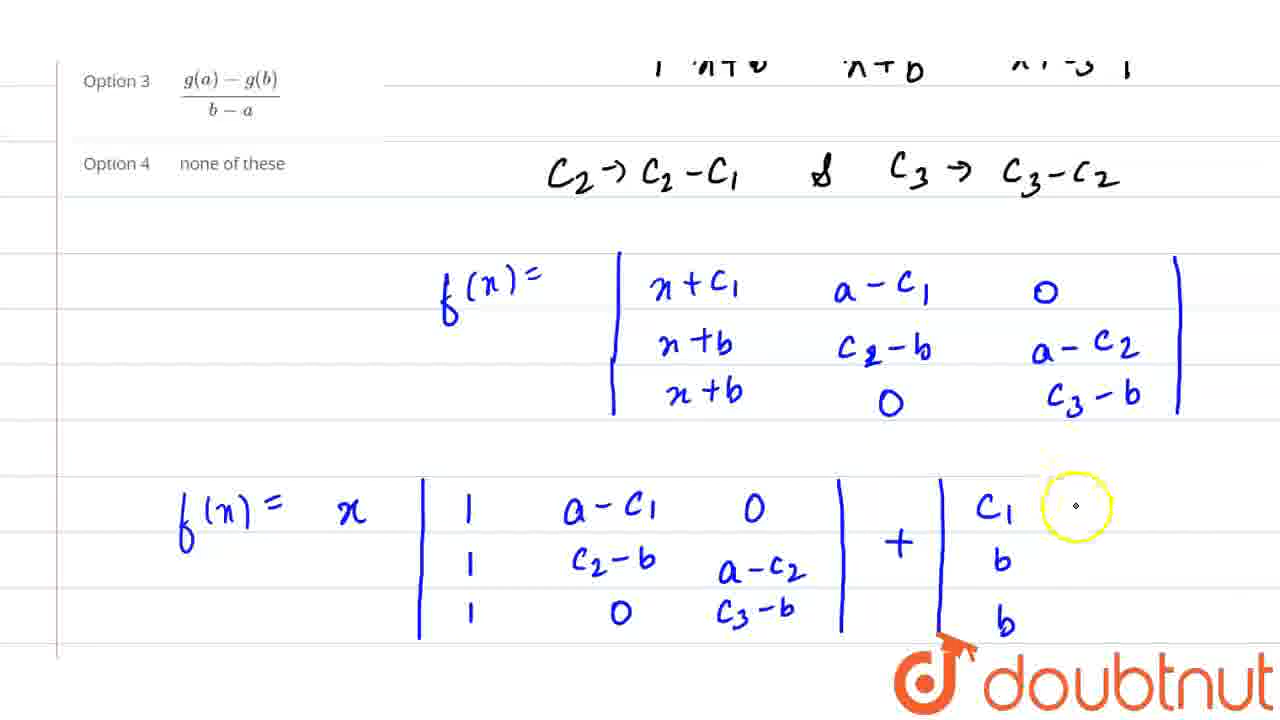 x+b x+b
Option 3 g(a) − g(b) / b − a
Option 4 none of these
C2 → C2 − C1 & C3 → C3 − C2
f(x) = | x + c1 a − c1 0 |
| x + b c2 − b a − c2 |
| x + b 0 c3 − b |
f(x) = x | 1 a − c1 0 | + | c1
| 1 c2 − b a − c2 | | b
| 1 0 c3 − b | | b
doubtnut